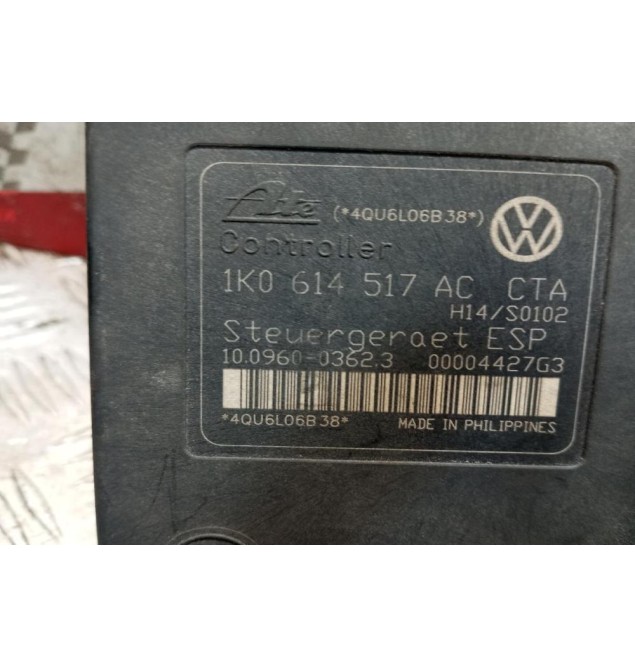 Ate (*4QU6L06B38*)
Controller
1K0 614 517 AC CTA
H14/S0102
Steuergeraet ESP
10.0960-0362.3 00004427G3
*4QU6L06B38* MADE IN PHILIPPINES